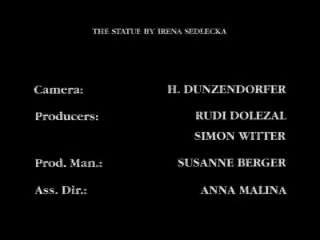 THE STATUE BY IRENA SEDLECKA
Camera: H. DUNZENDORFER
Producers: RUDI DOLEZAL
SIMON WITTER
Prod. Man.: SUSANNE BERGER
Ass. Dir.: ANNA MALINA